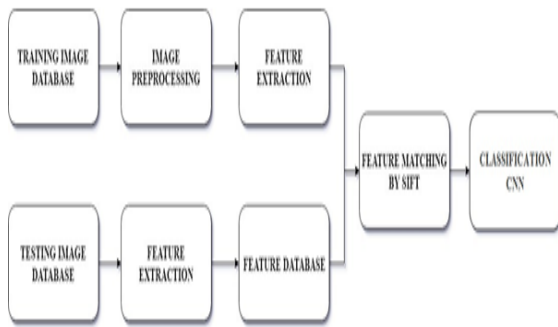 TRAINING IMAGE
DATABASE
IMAGE
PREPROCESSING
FEATURE
EXTRACTION
FEATURE MATCHING
BY SIFT
CLASSIFICATION
CNN
TESTING IMAGE
DATABASE
FEATURE
EXTRACTION
FEATURE DATABASE